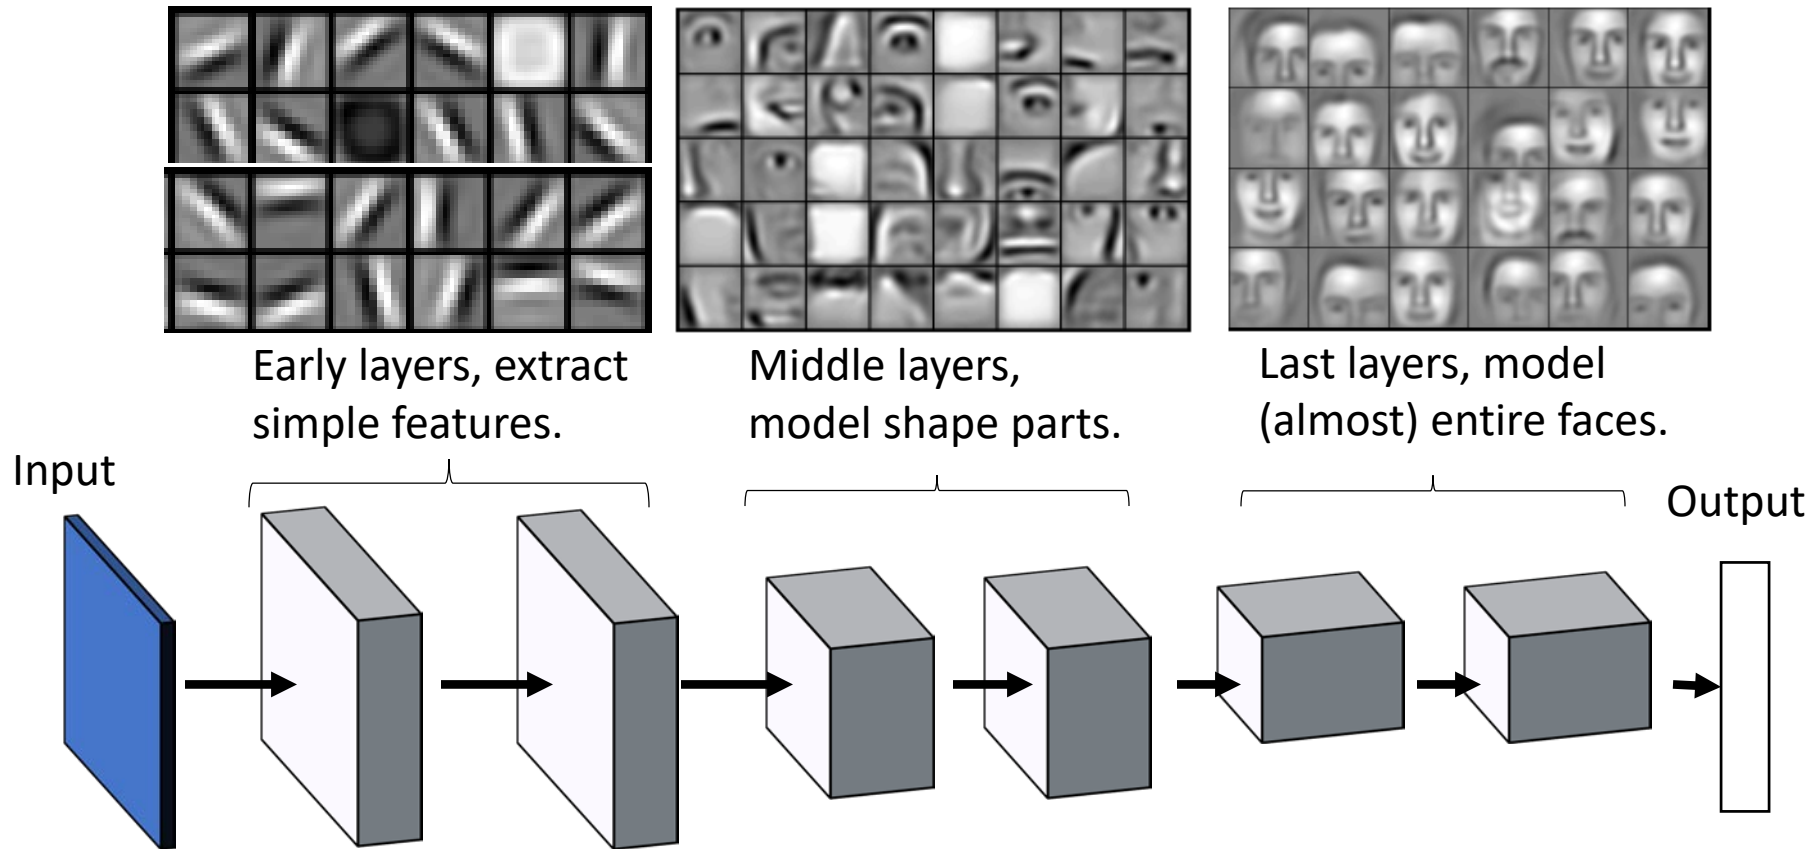 Early layers, extract
simple features.
Middle layers,
model shape parts.
Last layers, model
(almost) entire faces.
Input
Output